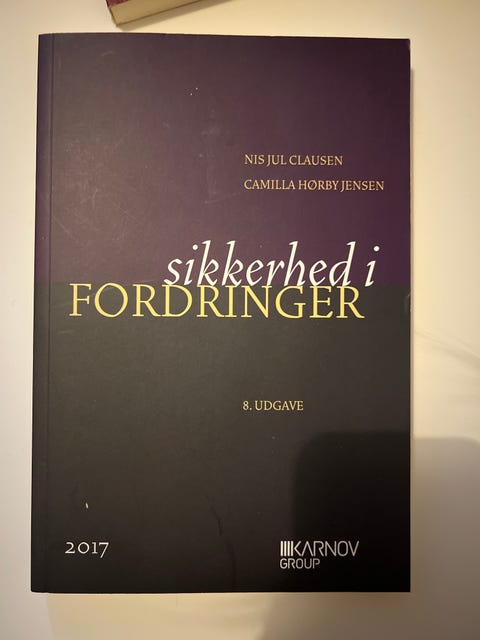 NIS JUL CLAUSEN
CAMILLA HØRBY JENSEN
sikkerhed i
FORDRINGER
8. UDGAVE
2017
KARNOV
GROUP